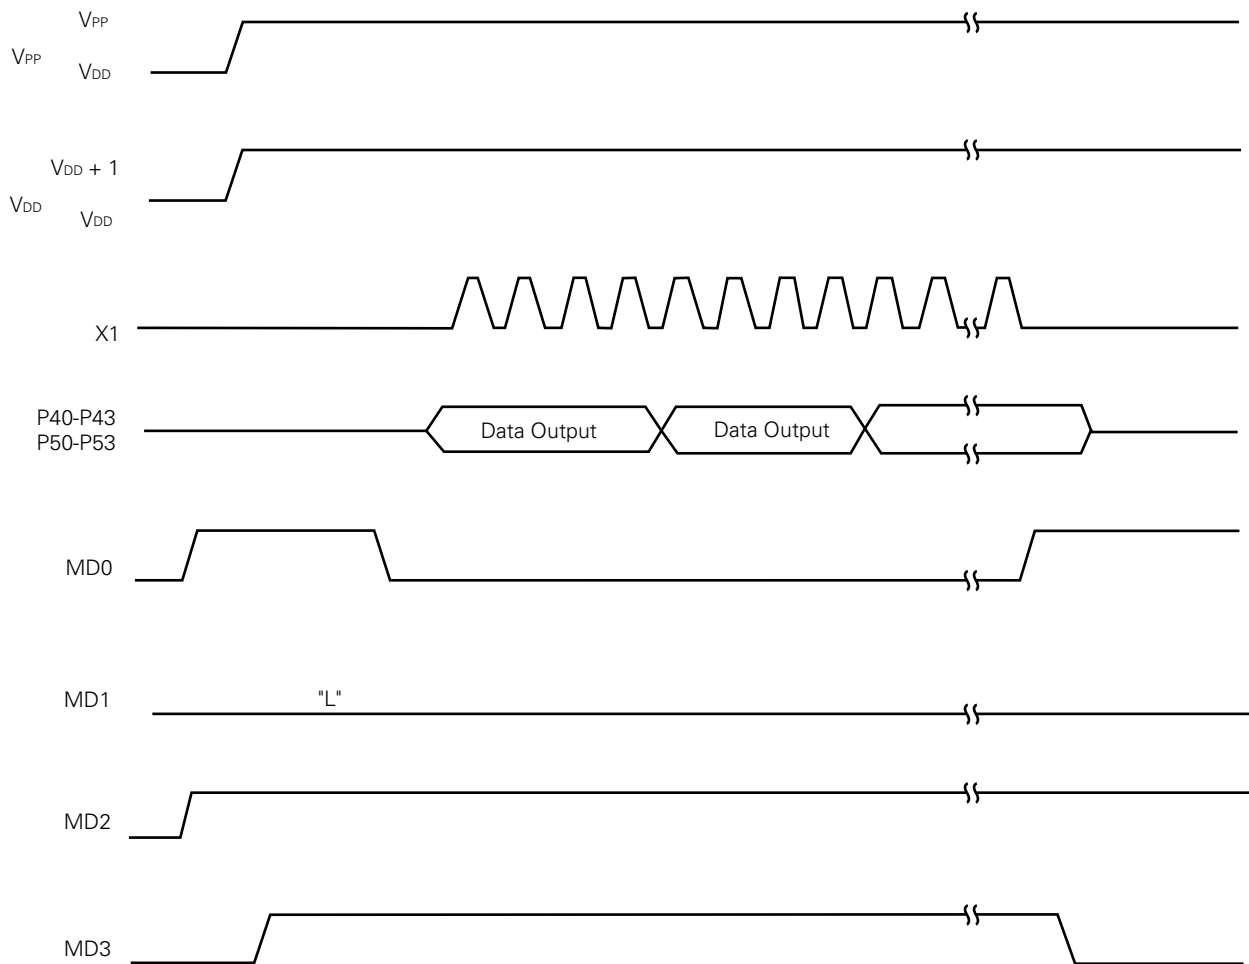 VPP
VPP
VDD
VDD + 1
VDD
VDD
X1
P40-P43
P50-P53
Data Output
Data Output
MD0
MD1
"L"
MD2
MD3